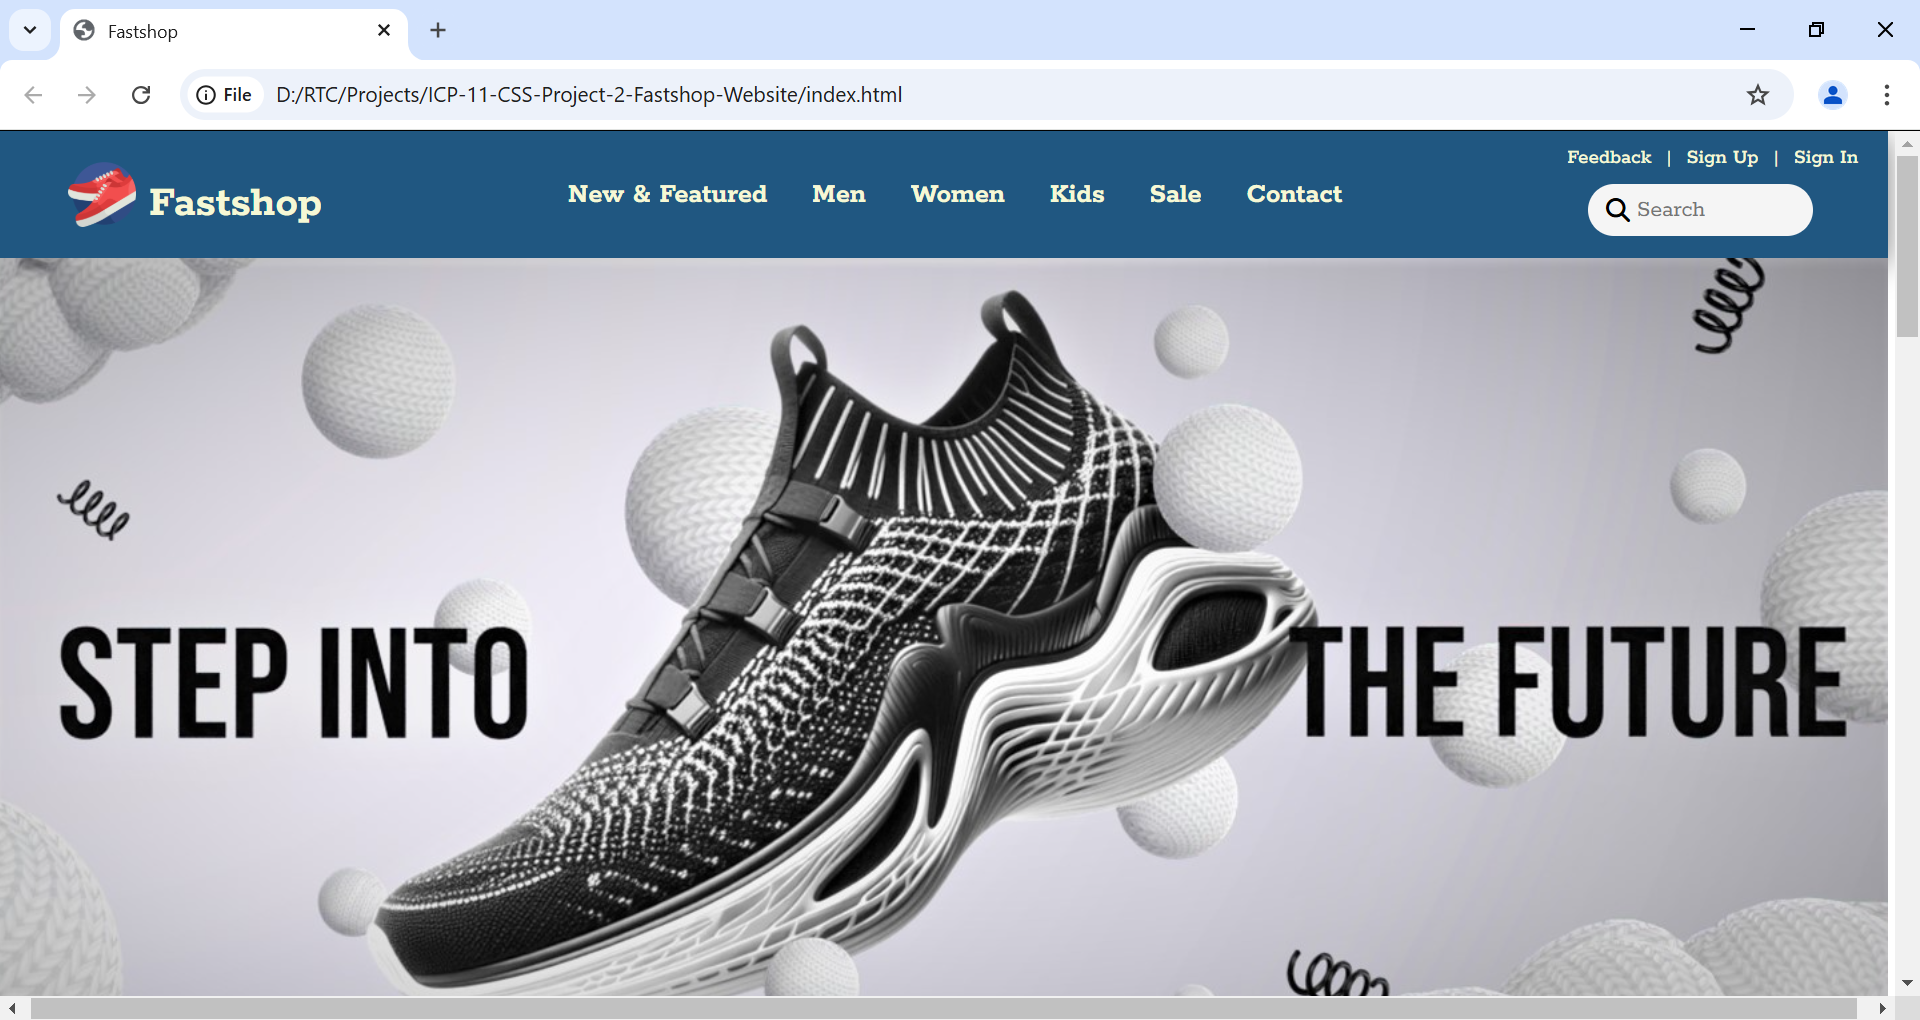 Fastshop
File D:/RTC/Projects/ICP-11-CSS-Project-2-Fastshop-Website/index.html
Feedback | Sign Up | Sign In
Fastshop
New & Featured Men Women Kids Sale Contact
Search
STEP INTO THE FUTURE